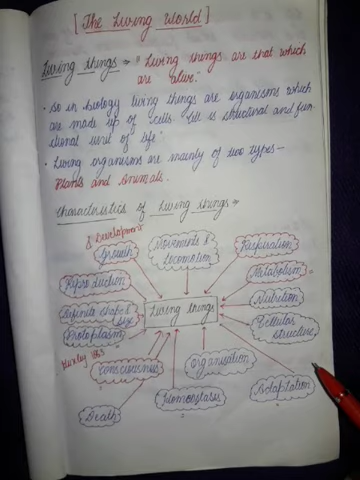 [ The Living World ]
Living things ⇒ "Living things are that which
are alive."
• So in biology living things are organisms which
are made up of cells. Cell is structural and fun
ctional unit of life"
• Living organisms are mainly of two types—
Plants and Animals.
Characteristics of Living things ⇒
& Development
Growth
Movements &
Locomotion
Respiration
Reproduction
Metabolism
Definite shape &
size
Living things
Nutrition
Protoplasm
Cellular
structure
Huxley
Consciousness
Organisation
Adaptation
Death
Homeostasis